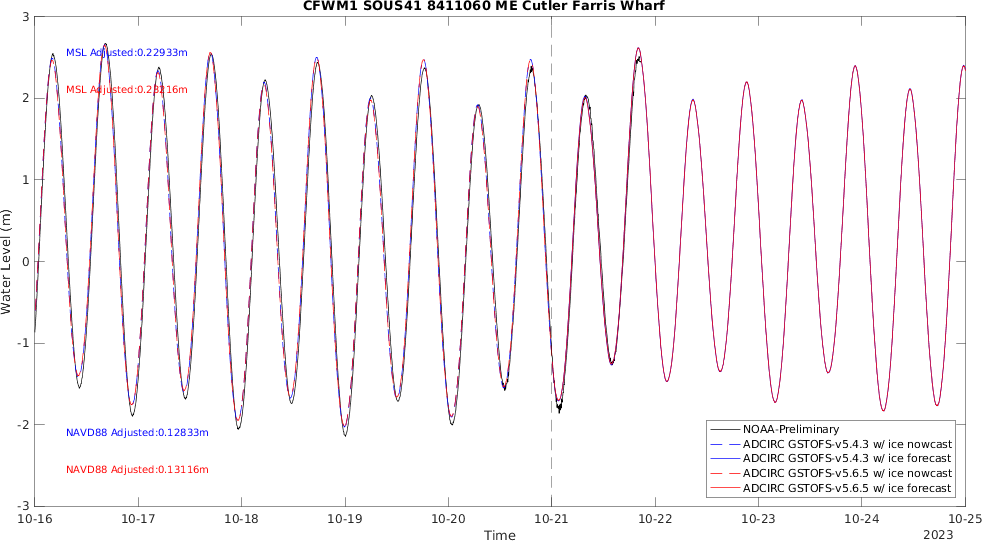 CFWM1 SOUS41 8411060 ME Cutler Farris Wharf
3
MSL Adjusted:0.22933m
MSL Adjusted:0.23216m
2
1
Water Level (m)
0
-1
-2
NAVD88 Adjusted:0.12833m
NAVD88 Adjusted:0.13116m
-3
NOAA-Preliminary
ADCIRC GSTOFS-v5.4.3 w/ ice nowcast
ADCIRC GSTOFS-v5.4.3 w/ ice forecast
ADCIRC GSTOFS-v5.6.5 w/ ice nowcast
ADCIRC GSTOFS-v5.6.5 w/ ice forecast
10-16 10-17 10-18 10-19 10-20 10-21 10-22 10-23 10-24 10-25
Time
2023